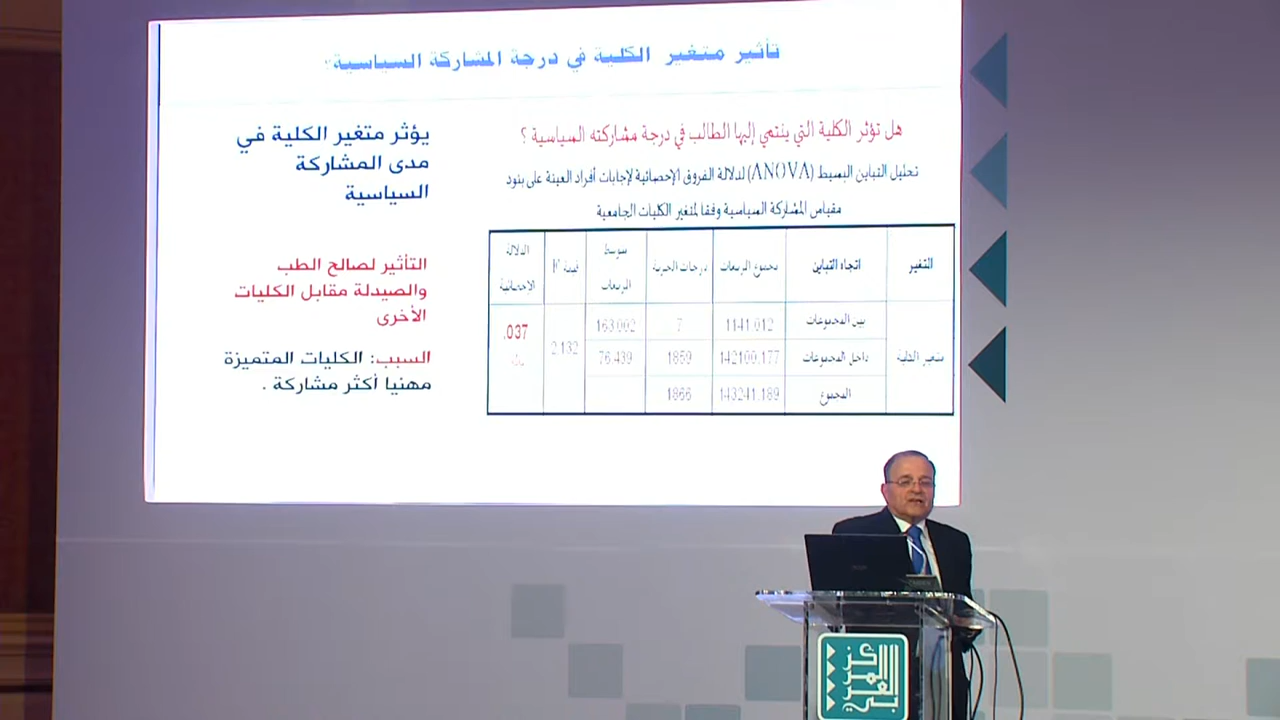 تأثير متغير الكلية في درجة المشاركة السياسية؟
هل تؤثر الكلية التي ينتمي إليها الطالب في درجة مشاركته السياسية ؟
تحليل التباين البسيط (ANOVA) لدلالة الفروق الإحصائية لإجابات أفراد العينة على بنود
مقياس المشاركة السياسية وفقا لمتغير الكليات الجامعية
المتغير اتجاه التباين مجموع المربعات درجات الحرية متوسط المربعات قيمة F الدلالة الإحصائية
بين المجموعات 1141.012 7 163.002 2.132 .037
داخل المجموعات 142100.177 1859 76.439
المجموع 143241.189 1866
يؤثر متغير الكلية في
مدى المشاركة
السياسية
التأثير لصالح الطب
والصيدلة مقابل الكليات
الأخرى
السبب: الكليات المتميزة
مهنيا أكثر مشاركة .